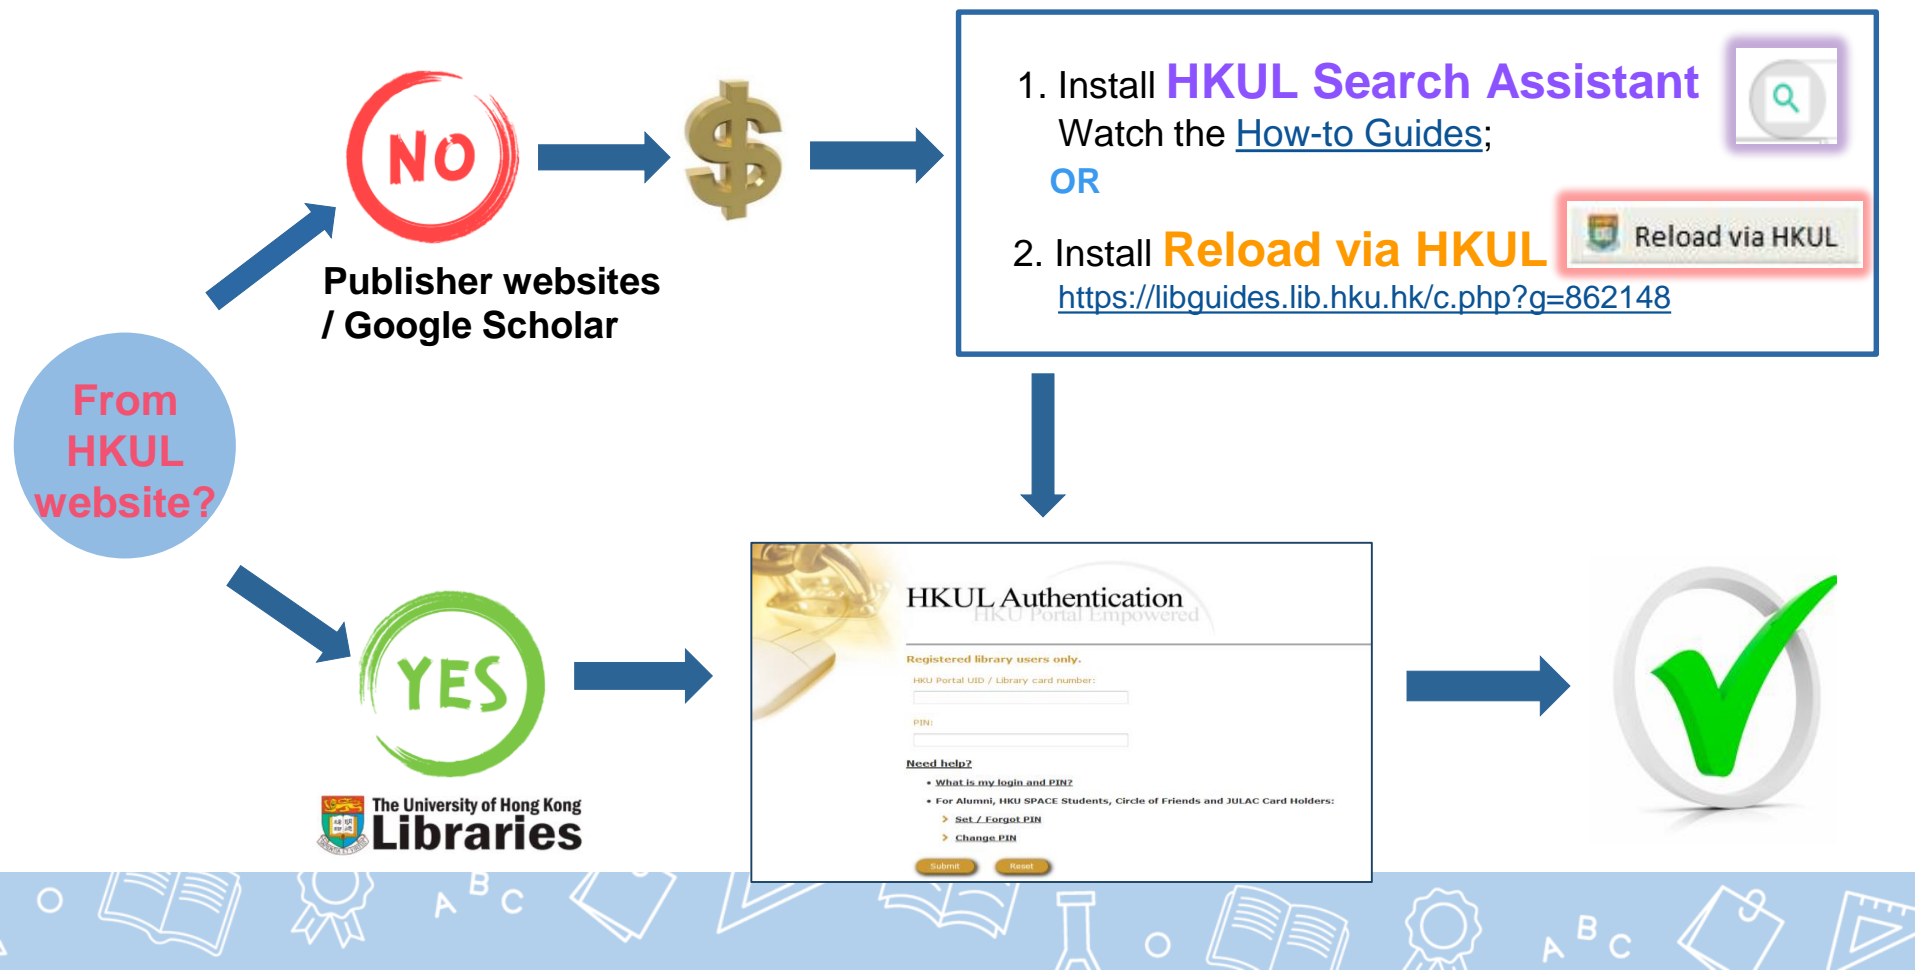 NO
Publisher websites
/ Google Scholar
1. Install HKUL Search Assistant
Watch the How-to Guides;
OR
2. Install Reload via HKUL
Reload via HKUL
https://libguides.lib.hku.hk/c.php?g=862148
From
HKUL
website?
YES
The University of Hong Kong
Libraries
HKUL Authentication
HKU Portal Empowered
Registered library users only.
HKU Portal UID / Library card number:
PIN:
Need help?
• What is my login and PIN?
• For Alumni, HKU SPACE Students, Circle of Friends and JULAC Card Holders:
> Set / Forgot PIN
> Change PIN
Submit
Reset
A B C
A B C